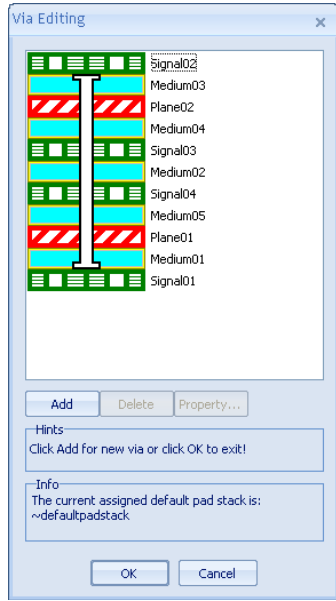 Via Editing
Signal02
Medium03
Plane02
Medium04
Signal03
Medium02
Signal04
Medium05
Plane01
Medium01
Signal01
Add Delete Property...
Hints
Click Add for new via or click OK to exit!
Info
The current assigned default pad stack is:
~defaultpadstack
OK Cancel